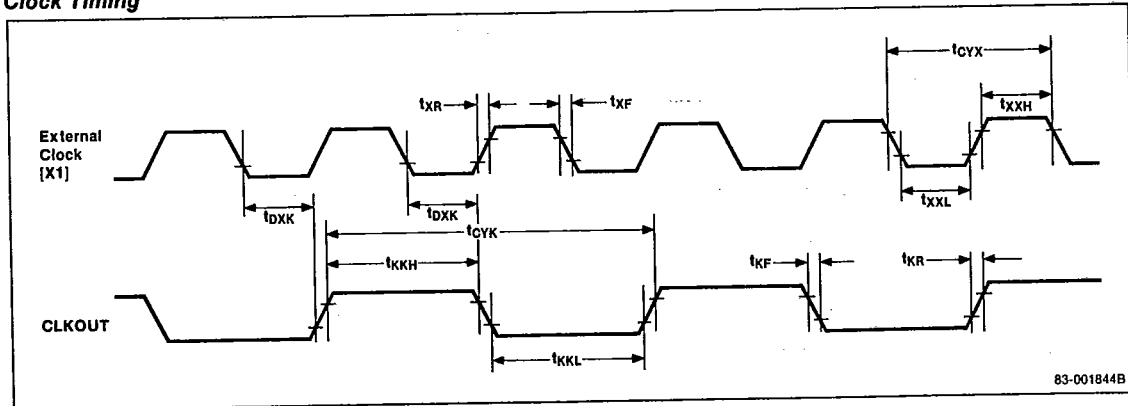 Clock Timing
tCYX
tXR
tXF
tXXH
External
Clock
[X1]
tXXL
tDXK
tDXK
tCYK
tKKH
tKF
tKR
CLKOUT
tKKL
83-001844B